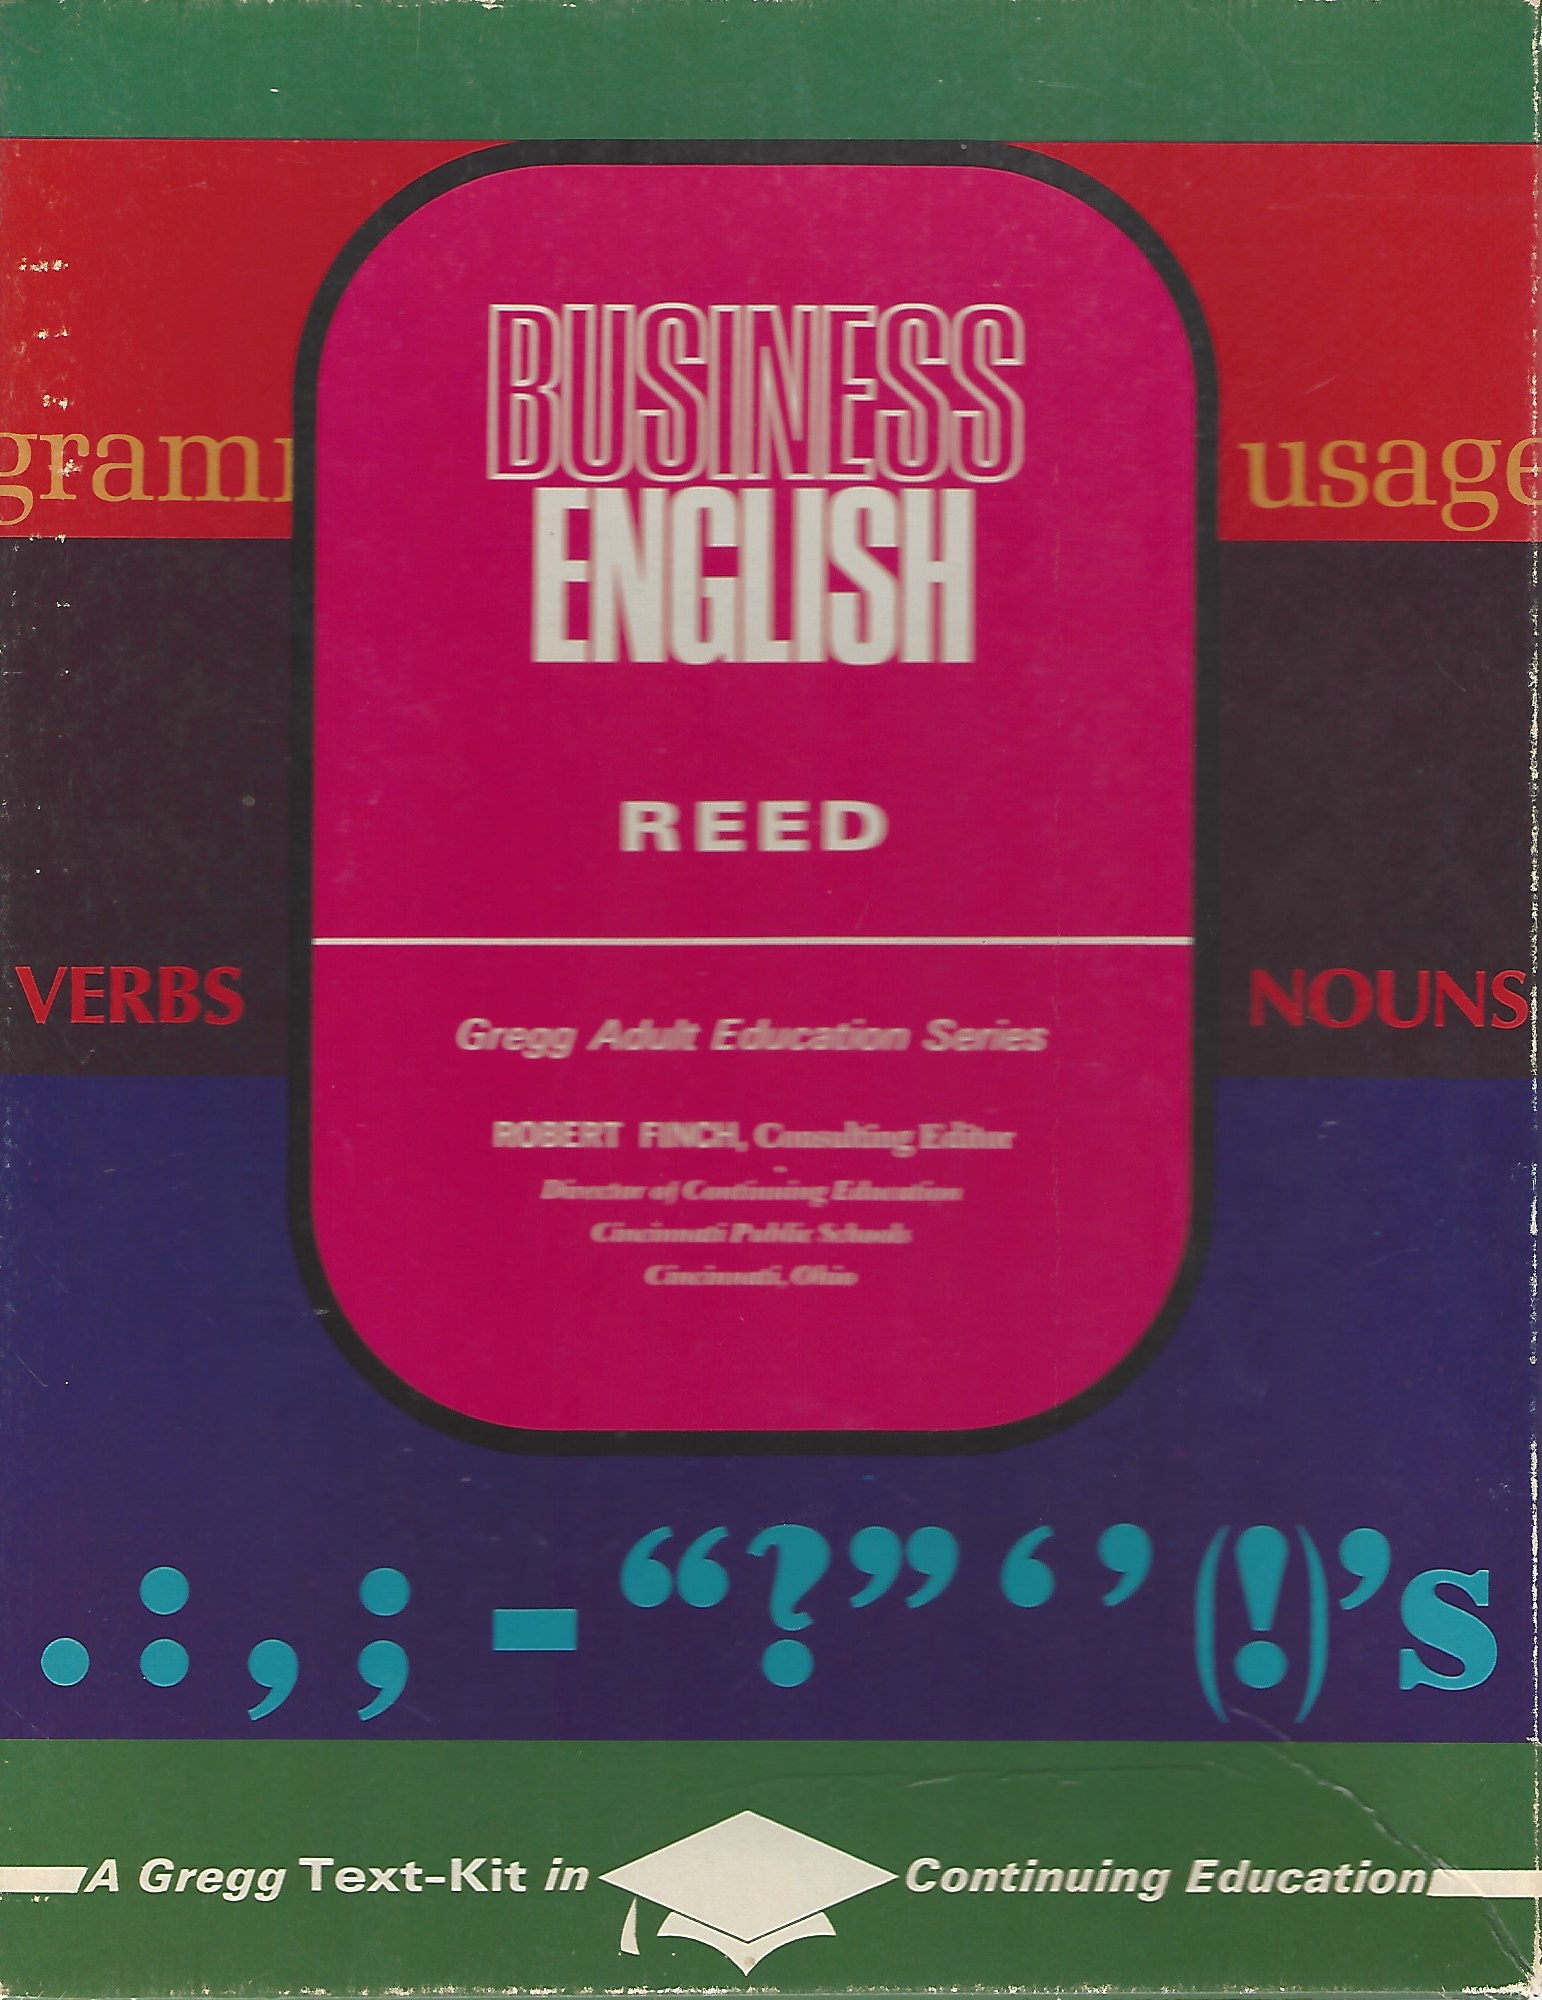 BUSINESS
ENGLISH
gramm
usage
REED
VERBS
NOUNS
Gregg Adult Education Series
ROBERT FINCH, Consulting Editor
Director of Continuing Education
Cincinnati Public Schools
Cincinnati, Ohio
. : , ; - “?” ‘ ’ (!) ’s
A Gregg Text-Kit in Continuing Education